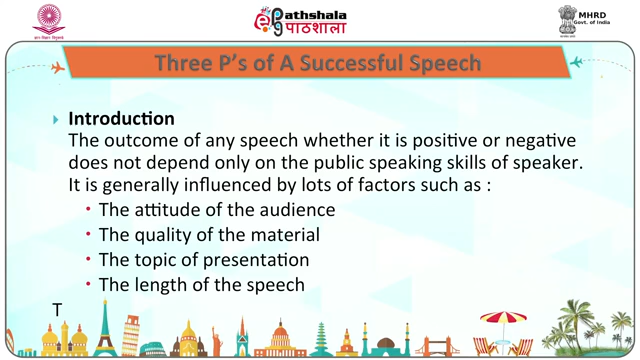 ePathshala
पाठशाला
MHRD
Govt. of India
Three P's of A Successful Speech
Introduction
The outcome of any speech whether it is positive or negative
does not depend only on the public speaking skills of speaker.
It is generally influenced by lots of factors such as :
• The attitude of the audience
• The quality of the material
• The topic of presentation
• The length of the speech
T